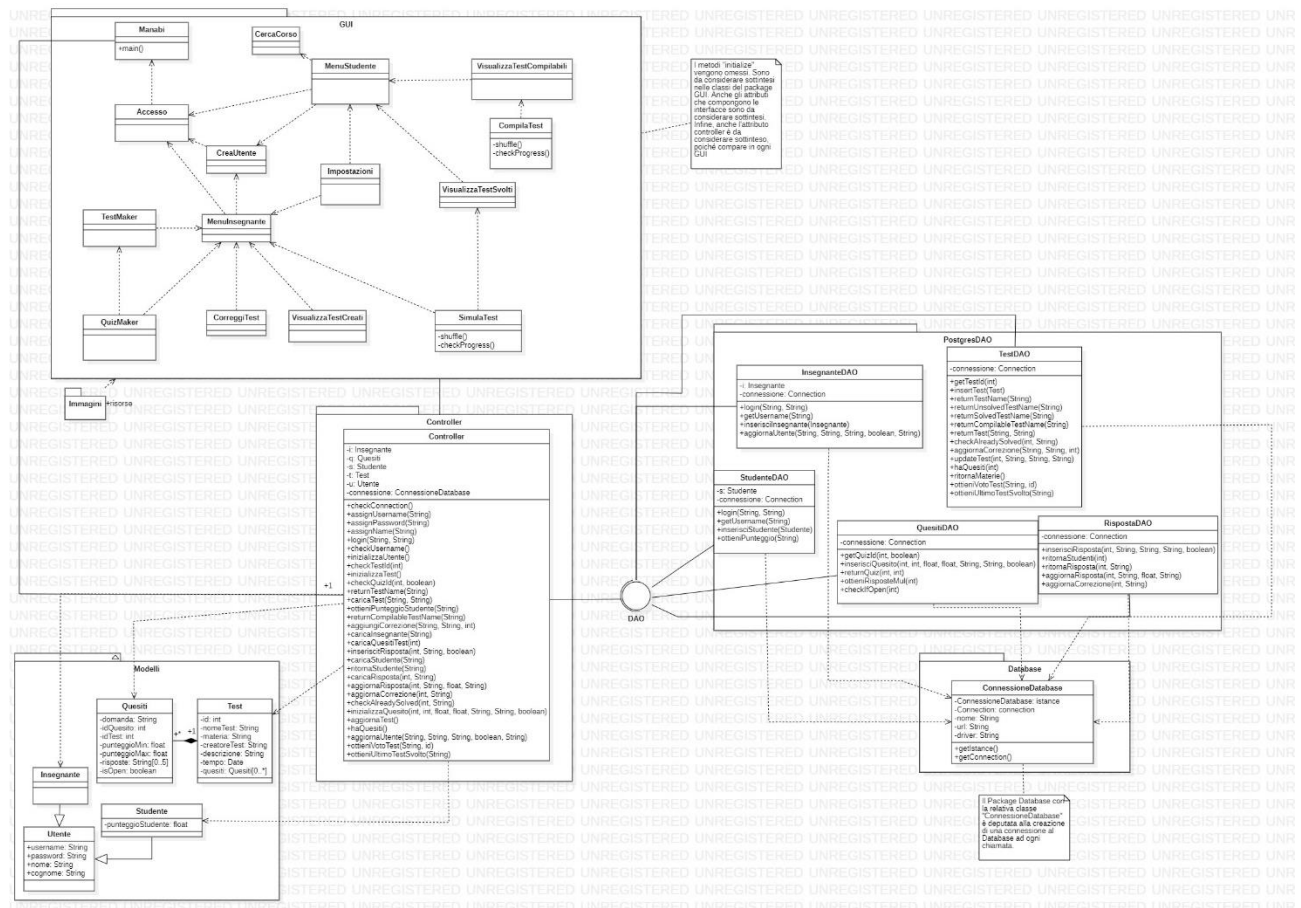 GUI
Manabi
+main()
CercaCorso
MenuStudente
VisualizzaTestCompilabili
Accesso
CompilaTest
-shuffle()
-checkProgress()
CreaUtente
Impostazioni
VisualizzaTestSvolti
TestMaker
MenuInsegnante
QuizMaker
CorreggiTest
VisualizzaTestCreati
SimulaTest
-shuffle()
-checkProgress()
I metodi "initialize"
vengono omessi. Sono
da considerare sottintesi
nelle classi del package
GUI. Anche gli attributi
che compongono le
interfacce sono da
considerare sottintesi.
Infine, anche l'attributo
controller è da
considerare sottinteso,
poiché compare in ogni
GUI
Immagini
+risorse
Controller
Controller
-i: Insegnante
-q: Quesiti
-s: Studente
-t: Test
-u: Utente
-connessione: ConnessioneDatabase
+checkConnection()
+assignUsername(String)
+assignPassword(String)
+assignName(String)
+login(String, String)
+checkUsername()
+inizializzaUtente()
+checkTestId(int)
+inizializzaTest()
+checkQuizId(int, boolean)
+returnTestName(String)
+caricaTest(String, String)
+ottieniPunteggioStudente(String)
+returnCompilableTestName(String)
+aggiungiCorrezione(String, String, int)
+caricaInsegnante(String)
+caricaQuesitiTest(int)
+inseriscitRisposta(int, String, boolean)
+caricaStudente(String)
+ritornaStudente(String)
+caricaRisposta(int)
+aggiornaRisposta(int, String, float, String)
+aggiornaCorrezione(int)
+checkAlreadySolved(int, String)
+inizializzaQuesito(int, int, float, float, String, String, boolean)
+aggiornaTest()
+haQuesiti()
+aggiornaUtente(String, String, String, boolean, String)
+ottieniVotoTest(String, id)
+ottieniUltimoTestSvolto(String)
+1
DAO
PostgresDAO
InsegnanteDAO
-i: Insegnante
-connessione: Connection
+login(String, String)
+getUsername(String)
+inserisciInsegnante(Insegnante)
+aggiornaUtente(String, String, String, boolean, String)
TestDAO
-connessione: Connection
+getTestId(int)
+insertTest(Test)
+returnTestName(String)
+returnUnsolvedTestName(String)
+returnSolvedTestName(String)
+returnCompilableTestName(String)
+returnTest(String, String)
+checkAlreadySolved(int, String)
+aggiornaCorrezione(String, String, int)
+updateTest(int, String, String, String)
+haQuesiti(int)
+ritornaMaterie()
+ottieniVotoTest(String, id)
+ottieniUltimoTestSvolto(String)
StudenteDAO
-s: Studente
-connessione: Connection
+login(String, String)
+getUsername(String)
+inserisciStudente(Studente)
+ottieniPunteggio(String)
QuesitiDAO
-connessione: Connection
+getQuizId(int, boolean)
+inserisciQuesito(int, int, float, float, String, String, boolean)
+returnQuiz(int, int)
+ottieniRisposteMul(int)
+checkIfOpen(int)
RispostaDAO
-connessione: Connection
+inserisciRisposta(int, String, String, String, boolean)
+ritornaStudenti(int)
+ritornaRisposta(int, String)
+aggiornaRisposta(int, String, float, String)
+aggiornaCorrezione(int, String)
Database
ConnessioneDatabase
-ConnessioneDatabase: istance
-Connection: connection
-nome: String
-url: String
-driver: String
+getIstance()
+getConnection()
Il Package Database con
la relativa classe
"ConnessioneDatabase"
è deputata alla creazione
di una connessione al
Database ad ogni
chiamata.
Modelli
Quesiti
-domanda: String
-idQuesito: int
-idTest: int
-punteggioMin: float
-punteggioMax: float
-risposte: String[0..5]
-isOpen: boolean
+*
+1
Test
-id: int
-nomeTest: String
-materia: String
-creatoreTest: String
-descrizione: String
-tempo: Date
-quesiti: Quesiti[0..*]
Insegnante
Studente
-punteggioStudente: float
Utente
+username: String
+password: String
+nome: String
+cognome: String
UNREGISTERED